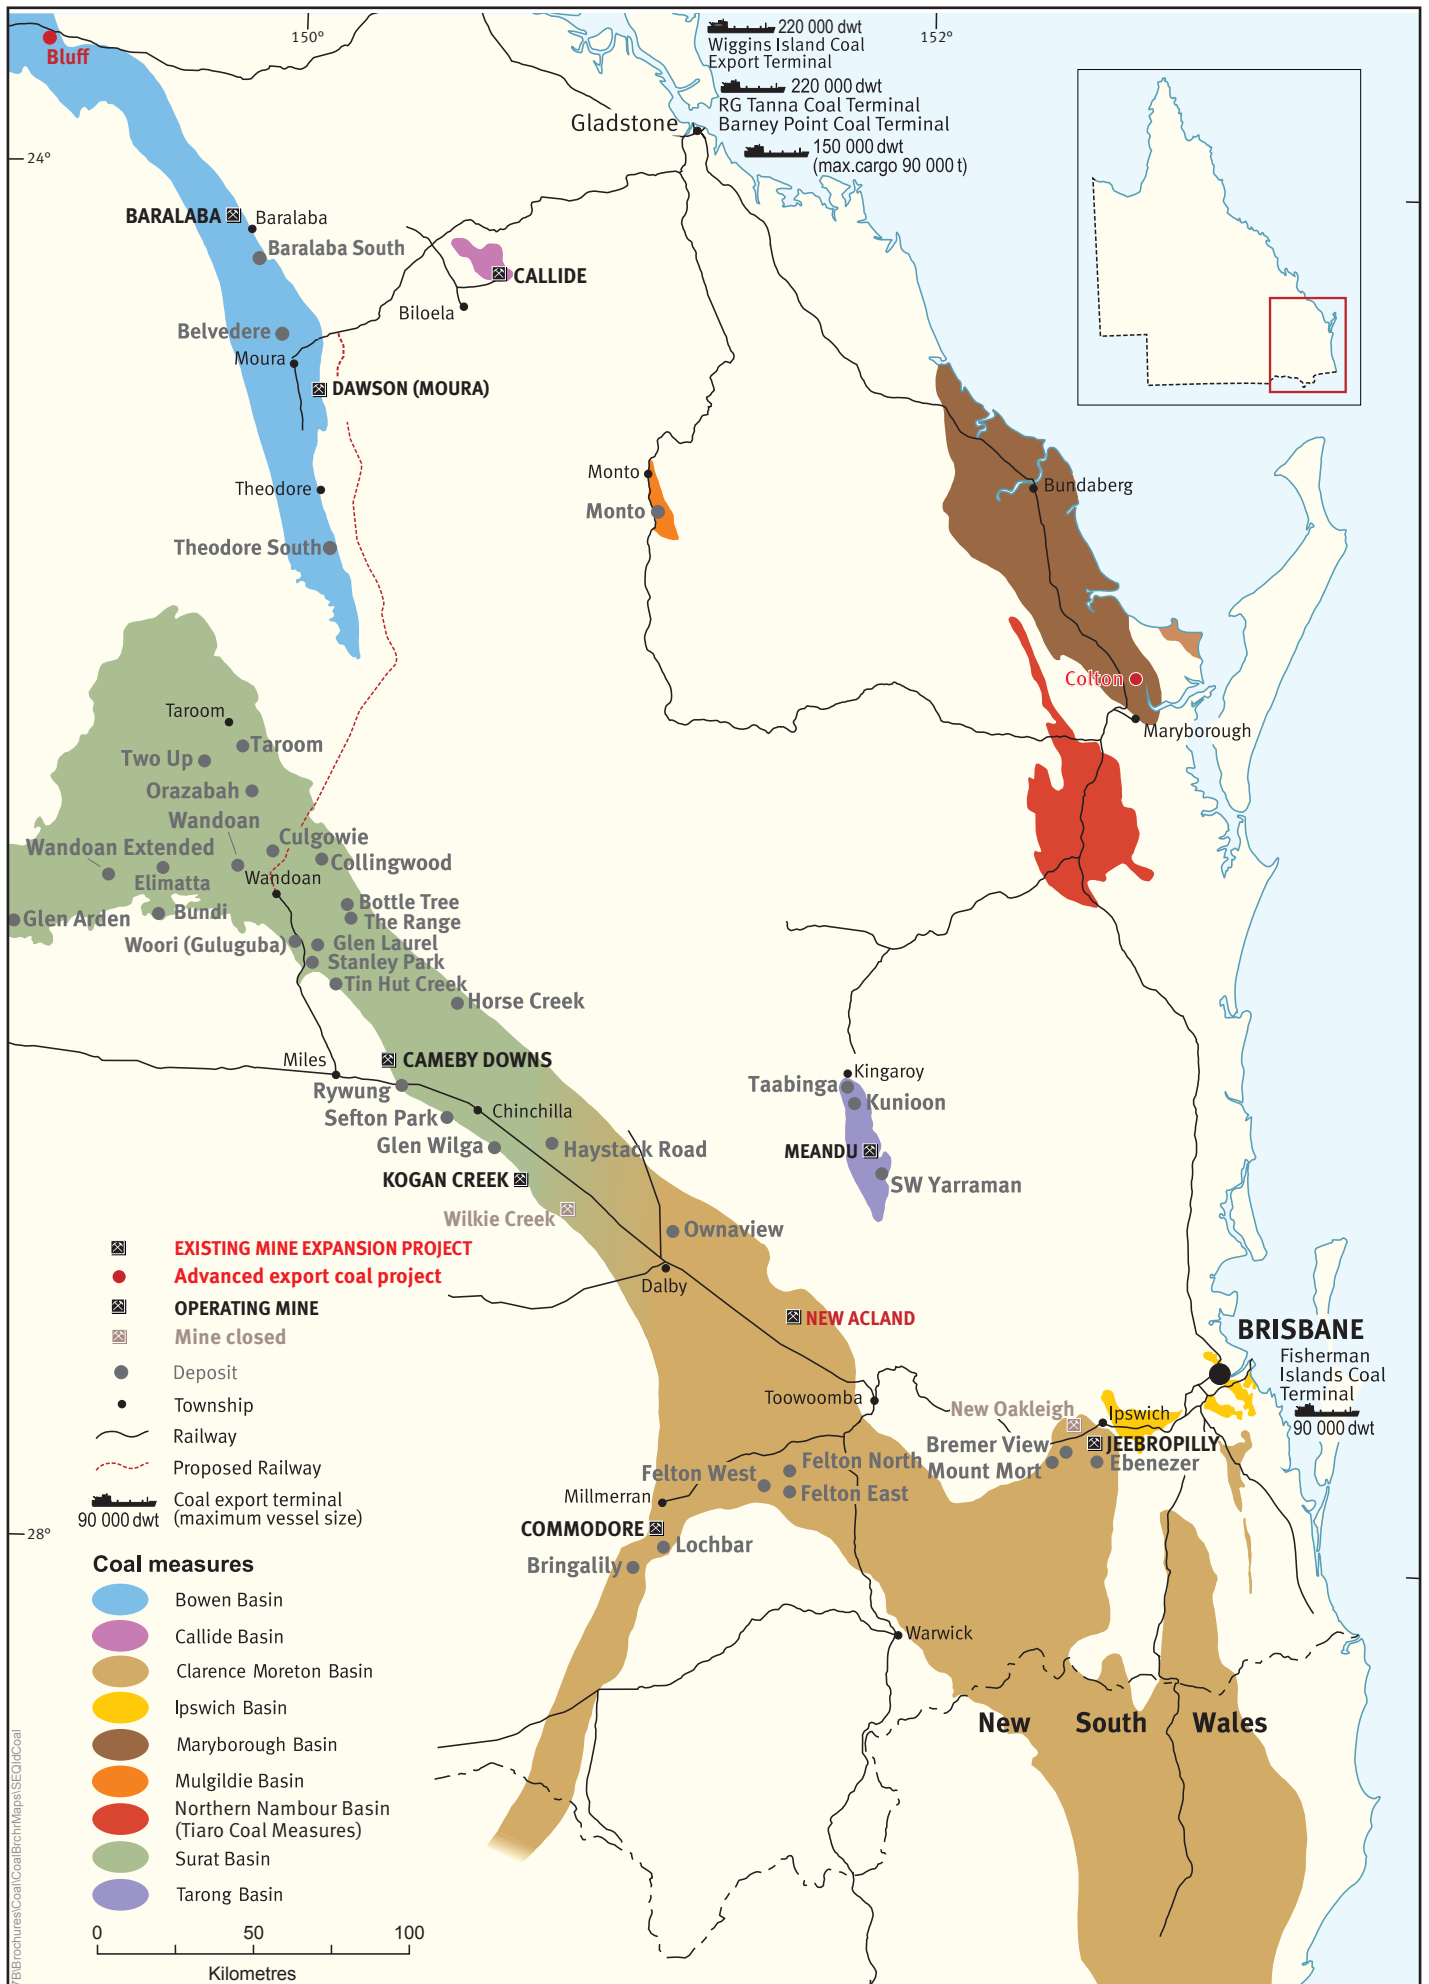 150°
152°
Bluff
220 000 dwt
Wiggins Island Coal
Export Terminal
220 000 dwt
RG Tanna Coal Terminal
Barney Point Coal Terminal
150 000 dwt
(max.cargo 90 000 t)
Gladstone
24°
BARALABA
Baralaba
Baralaba South
CALLIDE
Biloela
Belvedere
Moura
DAWSON (MOURA)
Monto
Monto
Bundaberg
Theodore
Theodore South
Colton
Maryborough
Taroom
Taroom
Two Up
Orazabah
Wandoan
Culgowie
Wandoan Extended
Collingwood
Elimatta
Wandoan
Bottle Tree
Glen Arden
Bundi
The Range
Woori (Guluguba)
Glen Laurel
Stanley Park
Tin Hut Creek
Horse Creek
Miles
CAMEBY DOWNS
Kingaroy
Rywung
Taabinga
Kunioon
Sefton Park
Chinchilla
Glen Wilga
Haystack Road
MEANDU
KOGAN CREEK
SW Yarraman
Wilkie Creek
Ownaview
Dalby
NEW ACLAND
BRISBANE
Fisherman
Islands Coal
Terminal
90 000 dwt
Toowoomba
New Oakleigh
Ipswich
Bremer View
JEEBROPILLY
Mount Mort
Ebenezer
Felton North
Felton West
Felton East
Millmerran
COMMODORE
Lochbar
Bringalily
28°
Warwick
New South Wales
EXISTING MINE EXPANSION PROJECT
Advanced export coal project
OPERATING MINE
Mine closed
Deposit
Township
Railway
Proposed Railway
Coal export terminal
90 000 dwt (maximum vessel size)
Coal measures
Bowen Basin
Callide Basin
Clarence Moreton Basin
Ipswich Basin
Maryborough Basin
Mulgildie Basin
Northern Nambour Basin
(Tiaro Coal Measures)
Surat Basin
Tarong Basin
0 50 100
Kilometres
7B\Brochures\Coal\CoalBrchrMaps\SEQldCoal